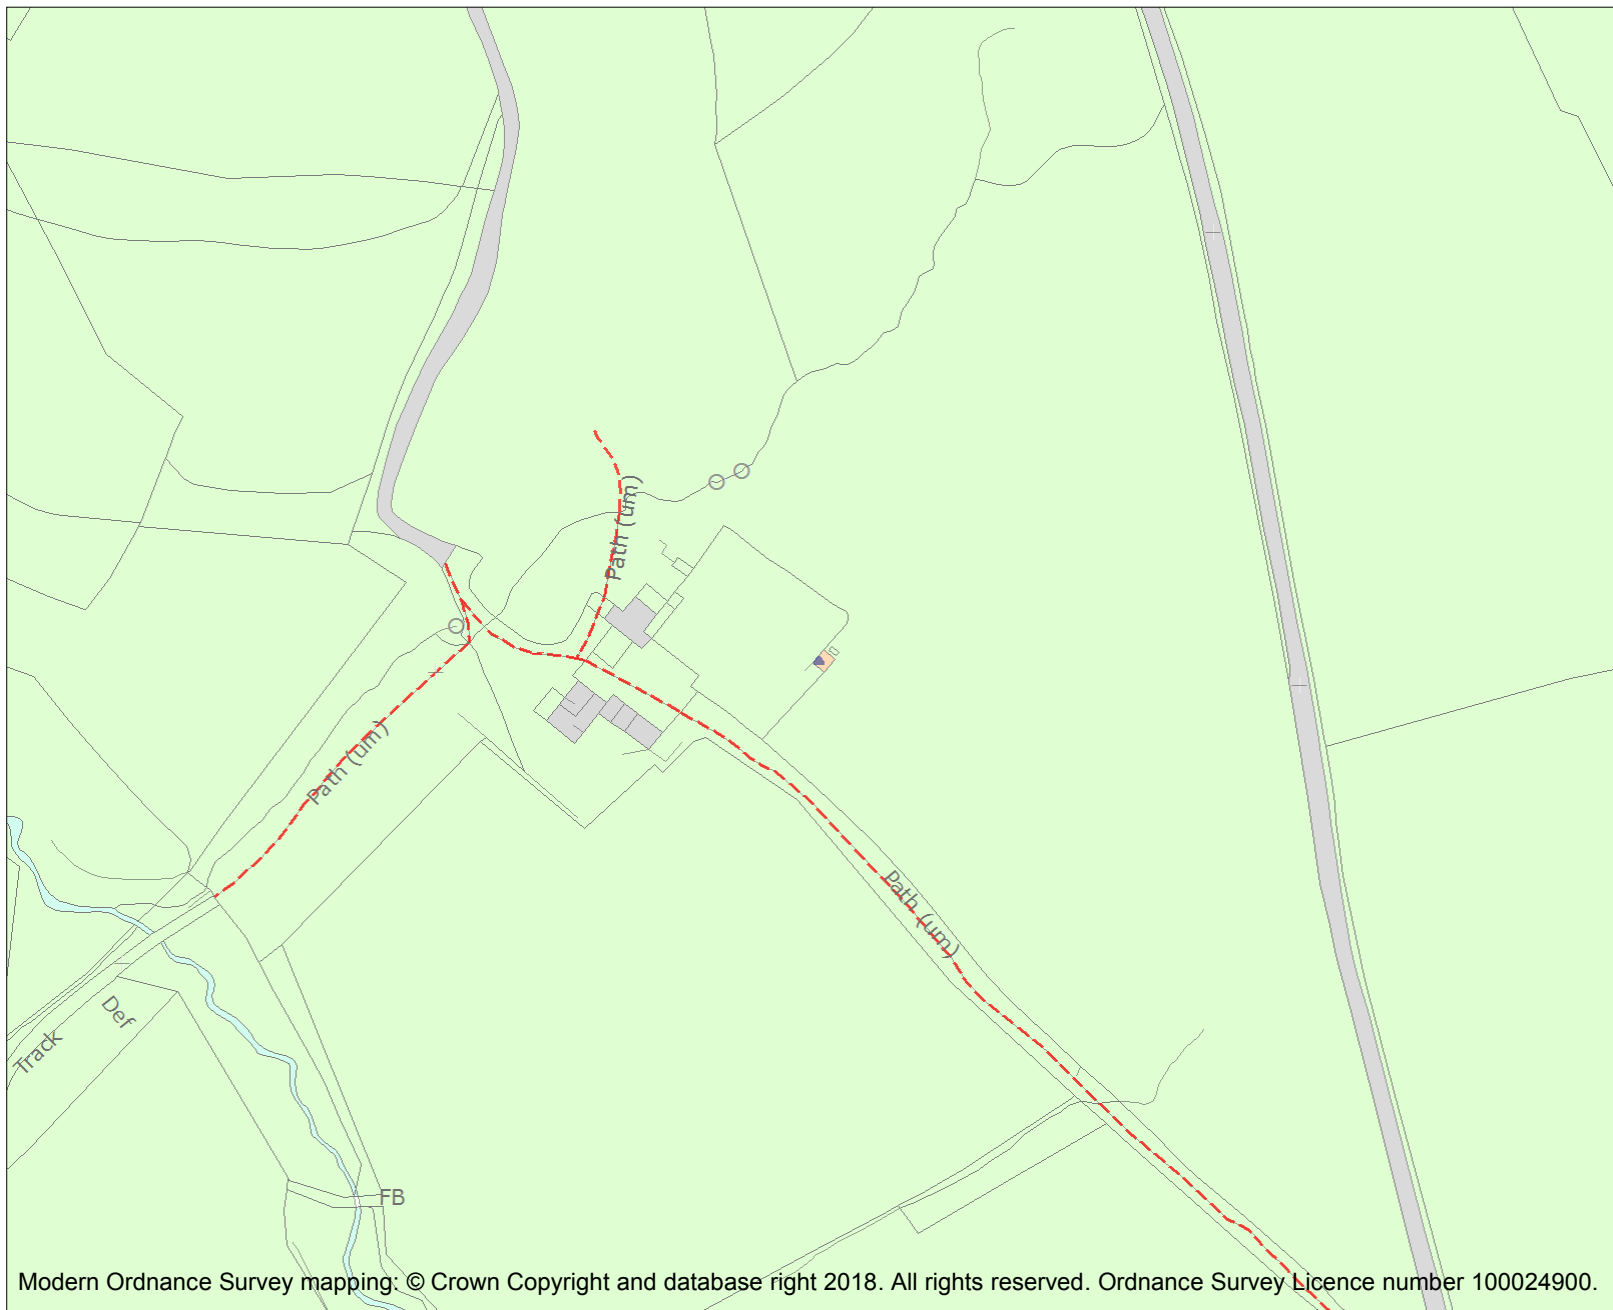 Path (um)
Path (um)
Path (um)
Def
Track
FB
Modern Ordnance Survey mapping: © Crown Copyright and database right 2018. All rights reserved. Ordnance Survey Licence number 100024900.